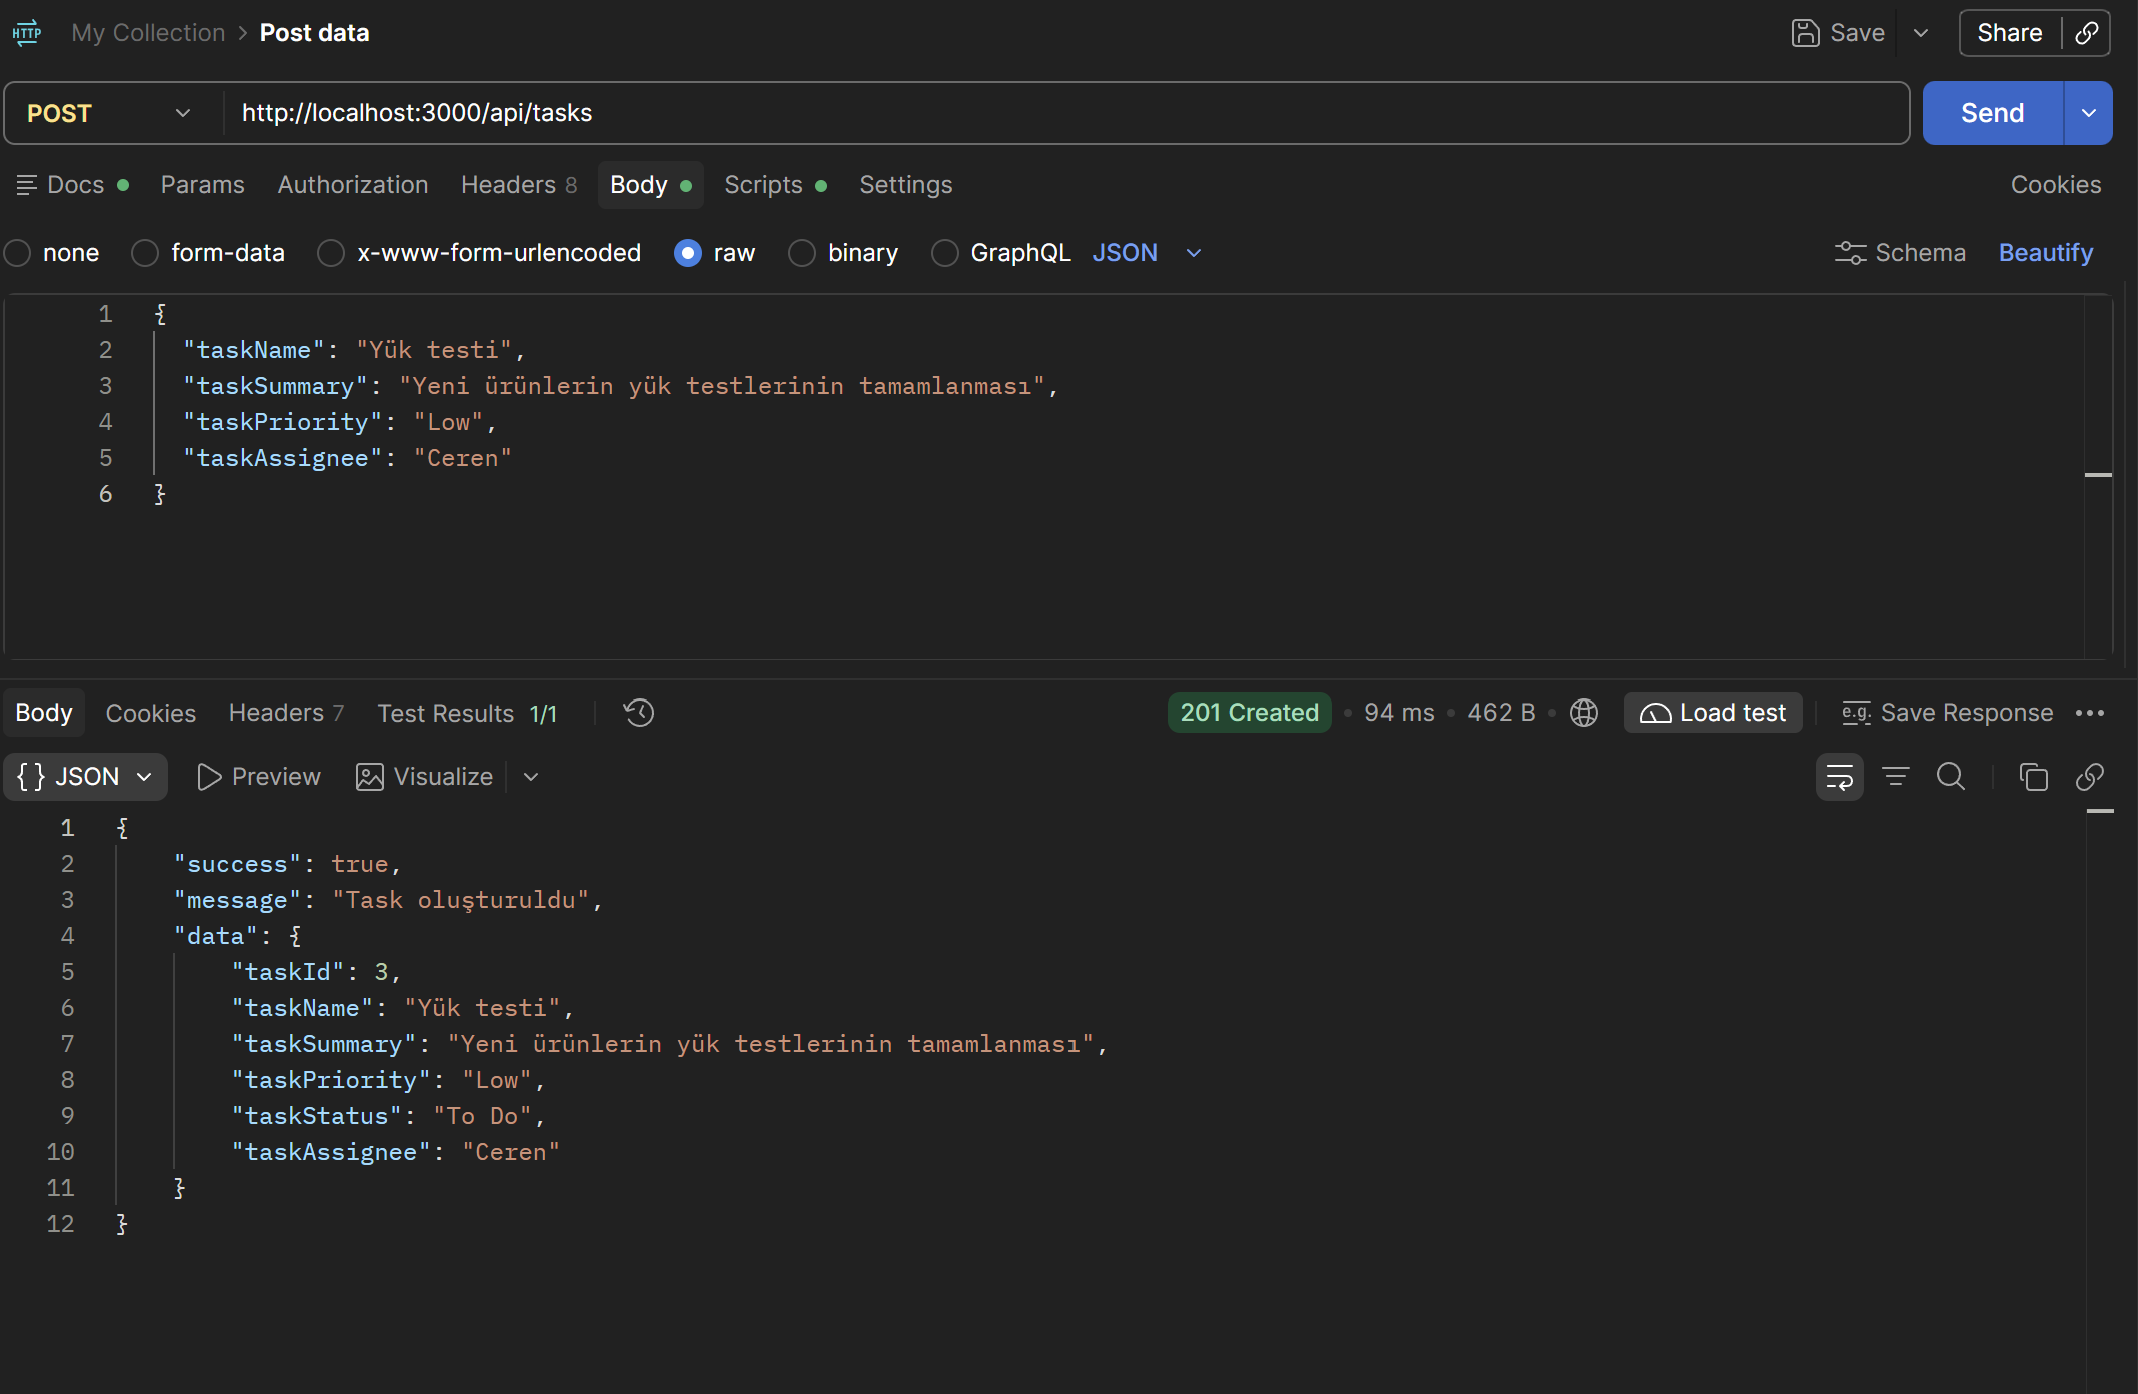 HTTP My Collection > Post data Save Share
POST http://localhost:3000/api/tasks Send
Docs Params Authorization Headers 8 Body Scripts Settings Cookies
none form-data x-www-form-urlencoded raw binary GraphQL JSON Schema Beautify
1 {
2 "taskName": "Yük testi",
3 "taskSummary": "Yeni ürünlerin yük testlerinin tamamlanması",
4 "taskPriority": "Low",
5 "taskAssignee": "Ceren"
6 }
Body Cookies Headers 7 Test Results 1/1 201 Created • 94 ms • 462 B • Load test e.g. Save Response
{} JSON Preview Visualize
1 {
2 "success": true,
3 "message": "Task oluşturuldu",
4 "data": {
5 "taskId": 3,
6 "taskName": "Yük testi",
7 "taskSummary": "Yeni ürünlerin yük testlerinin tamamlanması",
8 "taskPriority": "Low",
9 "taskStatus": "To Do",
10 "taskAssignee": "Ceren"
11 }
12 }